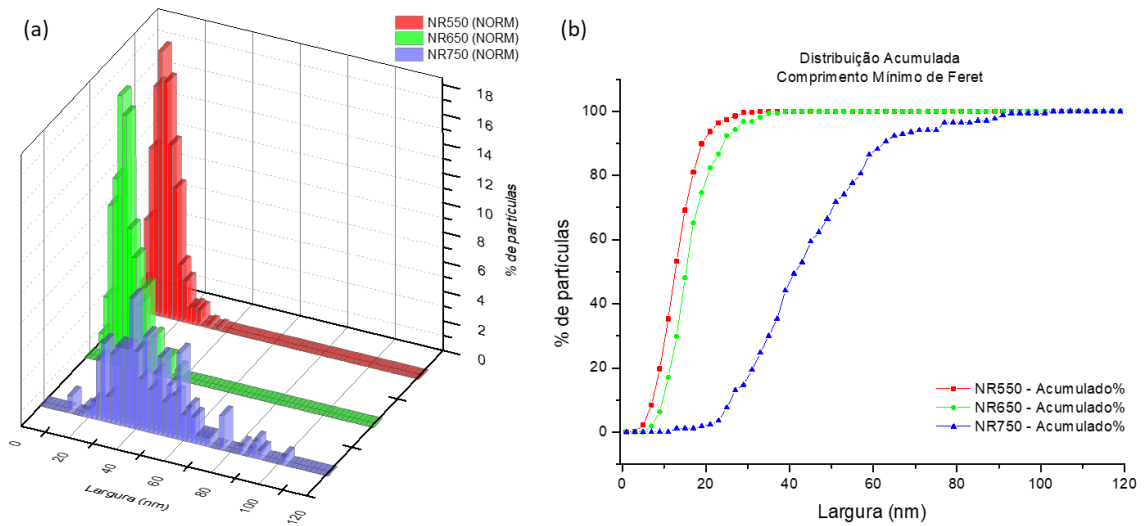 (a)
NR550 (NORM)
NR650 (NORM)
NR750 (NORM)
18
16
14
12
10
8
6
4
2
0
% de partículas
0
20
40
60
80
100
120
Largura (nm)
(b)
Distribuição Acumulada
Comprimento Mínimo de Feret
100
80
60
40
20
0
% de partículas
NR550 - Acumulado%
NR650 - Acumulado%
NR750 - Acumulado%
0 20 40 60 80 100 120
Largura (nm)